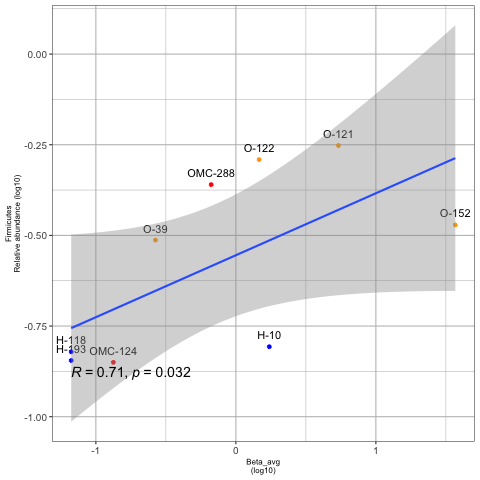 0.00
-0.25
-0.50
-0.75
-1.00
Firmicutes
Relative abundance (log10)
O-121
O-122
OMC-288
O-152
O-39
H-10
H-118
H-193
OMC-124
R = 0.71, p = 0.032
-1
0
1
Beta_avg
(log10)